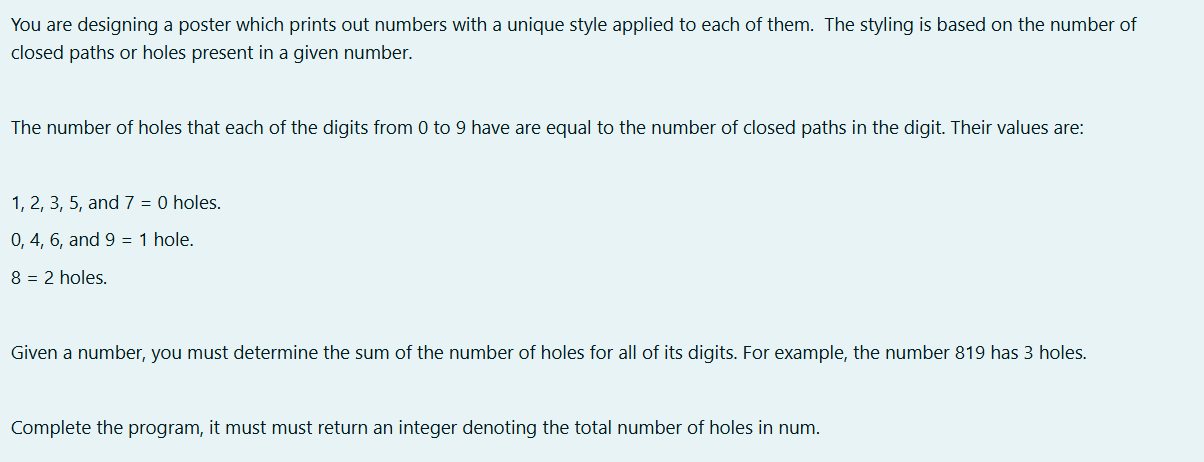 You are designing a poster which prints out numbers with a unique style applied to each of them.  The styling is based on the number of
closed paths or holes present in a given number.
The number of holes that each of the digits from 0 to 9 have are equal to the number of closed paths in the digit. Their values are:
1, 2, 3, 5, and 7 = 0 holes.
0, 4, 6, and 9 = 1 hole.
8 = 2 holes.
Given a number, you must determine the sum of the number of holes for all of its digits. For example, the number 819 has 3 holes.
Complete the program, it must must return an integer denoting the total number of holes in num.